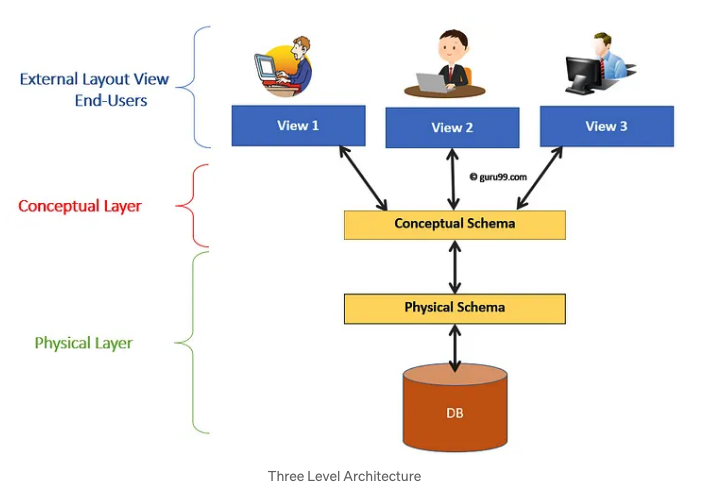 External Layout View
End-Users
View 1
View 2
View 3
© guru99.com
Conceptual Layer
Conceptual Schema
Physical Schema
Physical Layer
DB
Three Level Architecture